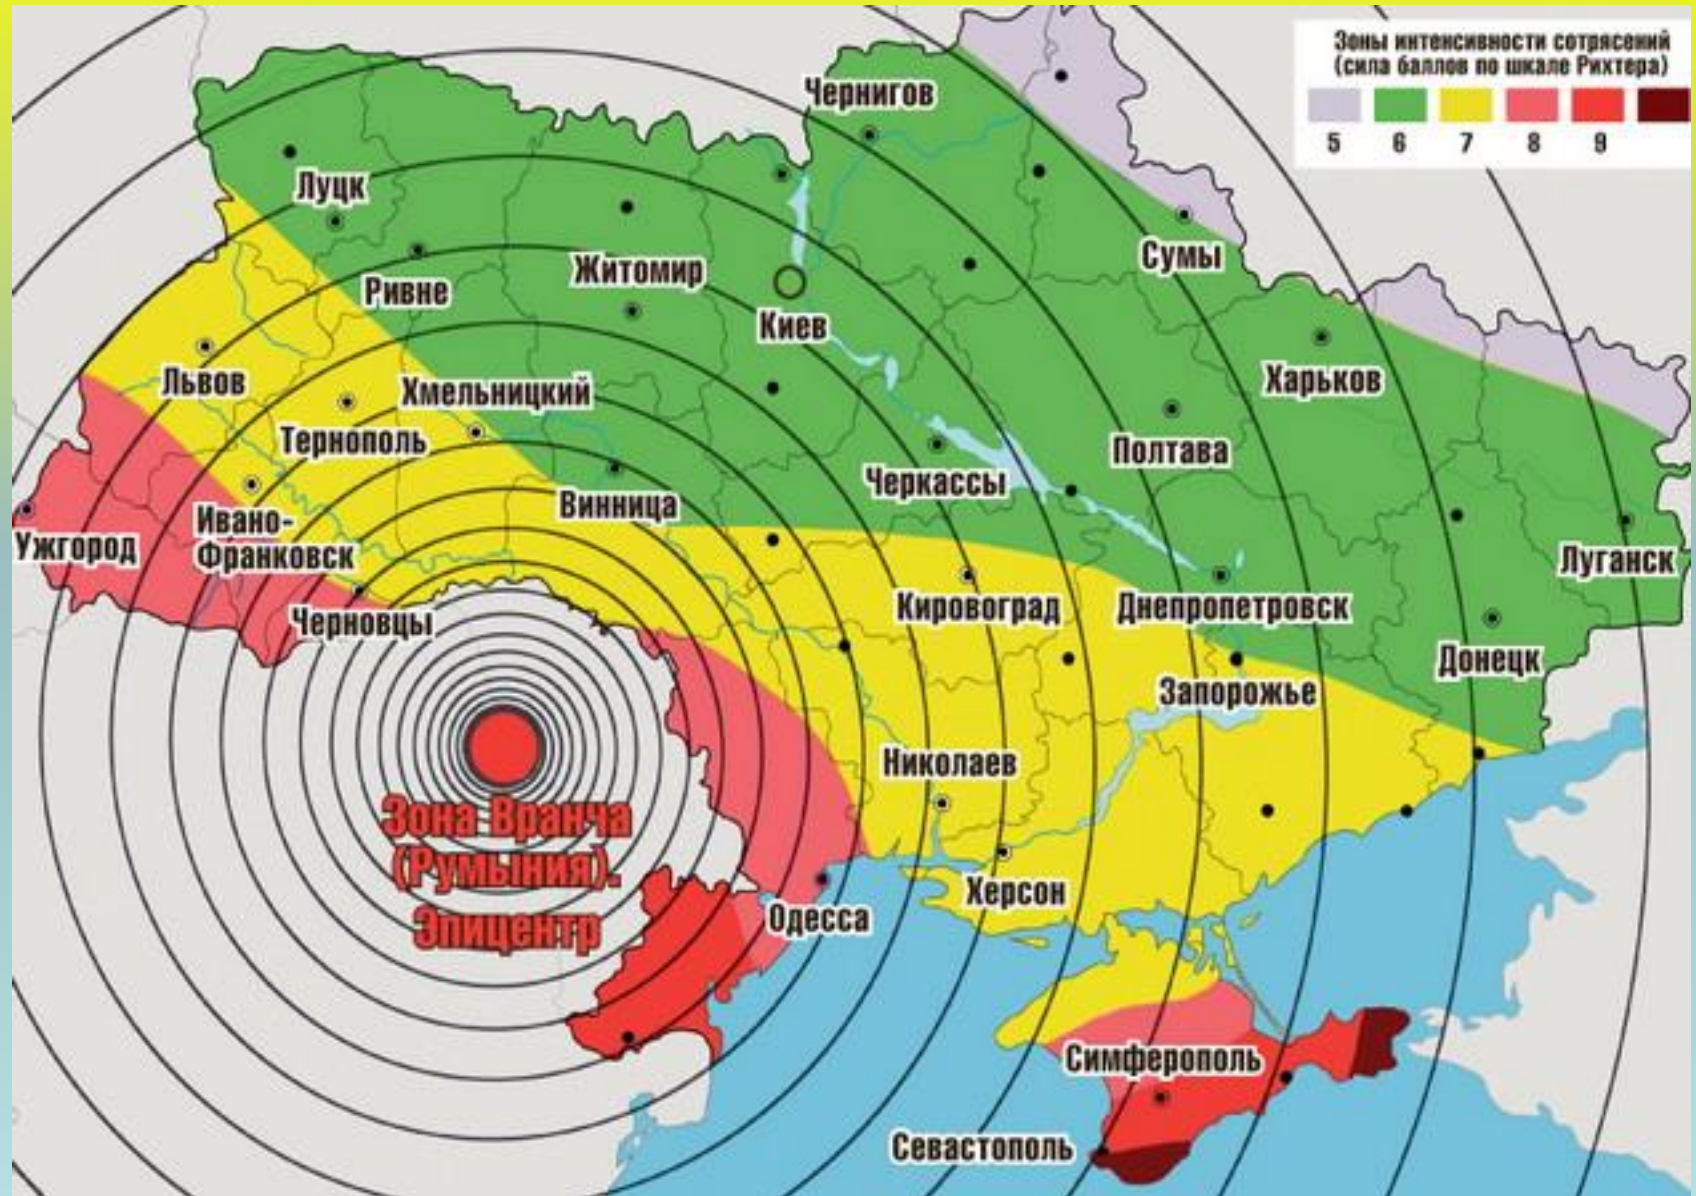 Зоны интенсивности сотрясений
(сила баллов по шкале Рихтера)
5 6 7 8 9
Чернигов
Луцк
Сумы
Житомир
Ривне
Киев
Харьков
Львов
Хмельницкий
Тернополь
Полтава
Черкассы
Винница
Ивано-
Франковск
Ужгород
Луганск
Кировоград
Днепропетровск
Черновцы
Донецк
Запорожье
Николаев
Зона Вранча
(Румыния).
Эпицентр
Херсон
Одесса
Симферополь
Севастополь